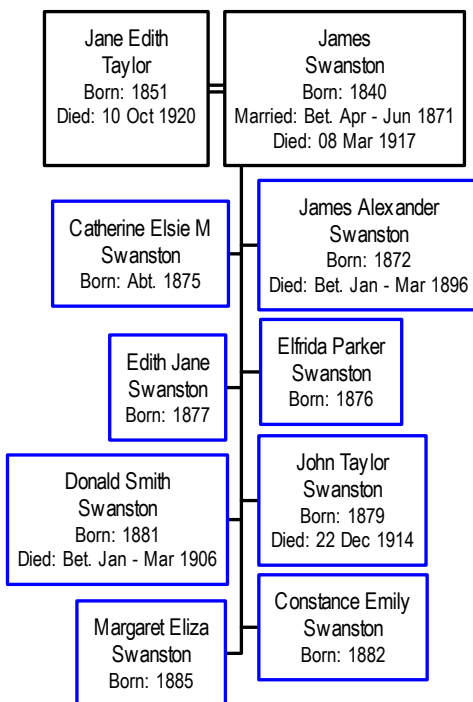 Jane Edith
Taylor
Born: 1851
Died: 10 Oct 1920
James
Swanston
Born: 1840
Married: Bet. Apr - Jun 1871
Died: 08 Mar 1917
James Alexander
Swanston
Born: 1872
Died: Bet. Jan - Mar 1896
Catherine Elsie M
Swanston
Born: Abt. 1875
Elfrida Parker
Swanston
Born: 1876
Edith Jane
Swanston
Born: 1877
John Taylor
Swanston
Born: 1879
Died: 22 Dec 1914
Donald Smith
Swanston
Born: 1881
Died: Bet. Jan - Mar 1906
Constance Emily
Swanston
Born: 1882
Margaret Eliza
Swanston
Born: 1885